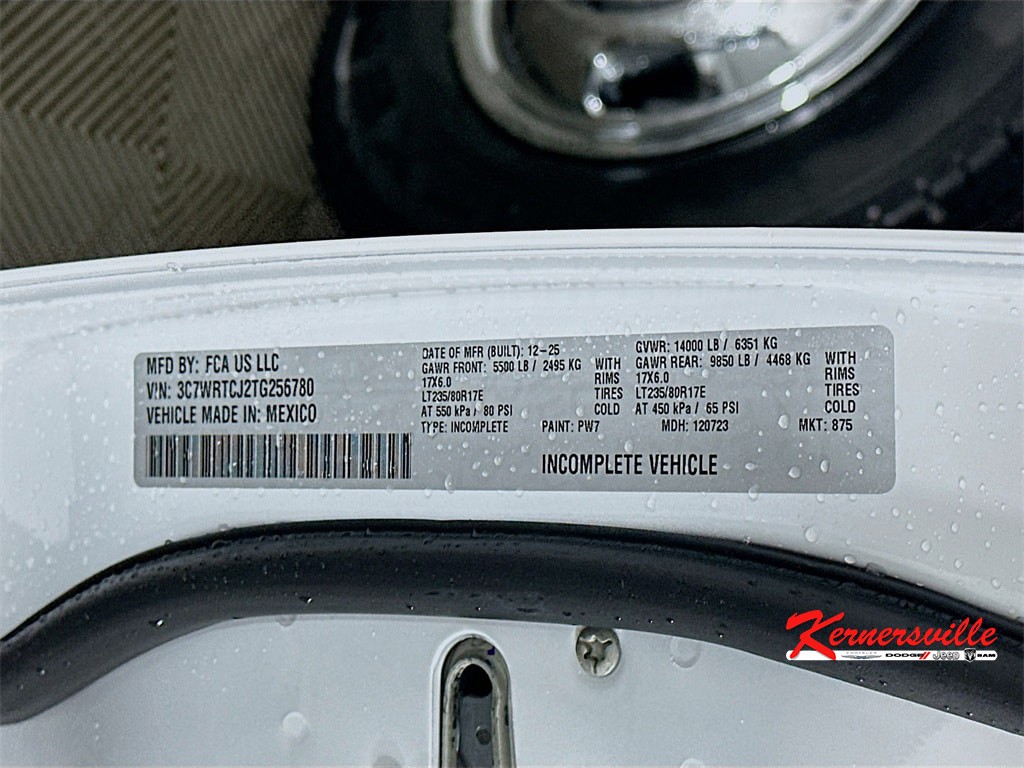 MFD BY: FCA US LLC
VIN: 3C7WRTCJ2TG256780
VEHICLE MADE IN: MEXICO
DATE OF MFR (BUILT): 12-25
GAWR FRONT: 5500 LB / 2495 KG WITH
17X6.0 RIMS
LT235/80R17E TIRES
AT 550 kPa / 80 PSI COLD
GVWR: 14000 LB / 6351 KG
GAWR REAR: 9850 LB / 4468 KG WITH
17X6.0 RIMS
LT235/80R17E TIRES
AT 450 kPa / 65 PSI COLD
TYPE: INCOMPLETE PAINT: PW7 MDH: 120723 MKT: 875
INCOMPLETE VEHICLE
Kernersville
CHRYSLER DODGE Jeep RAM